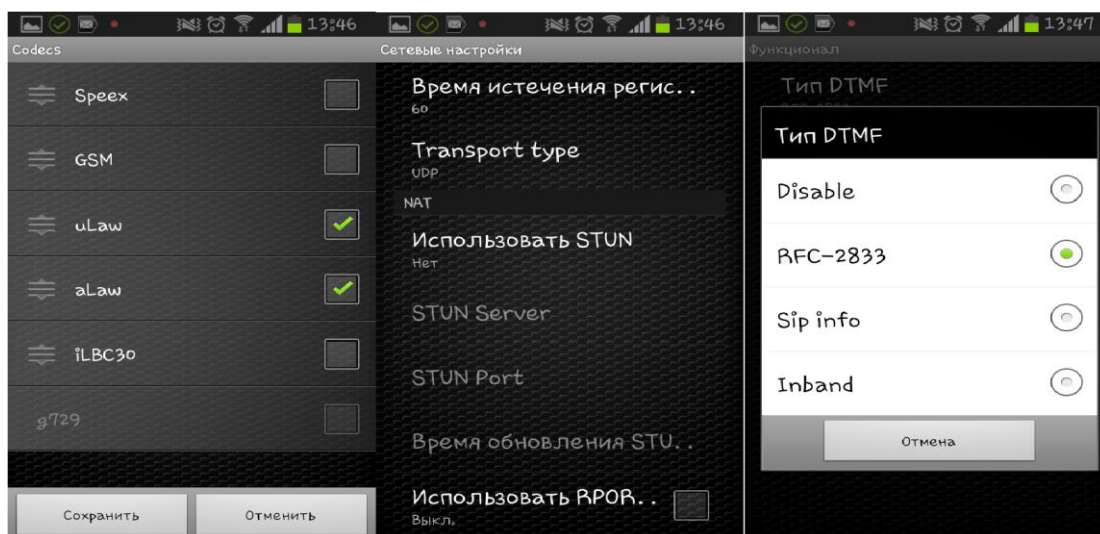 13:46
Codecs
Speex
GSM
uLaw
aLaw
iLBC30
g729
Сохранить
Отменить
13:46
Сетевые настройки
Время истечения регис..
60
Transport type
UDP
NAT
Использовать STUN
Нет
STUN Server
STUN Port
Время обновления STU..
Использовать RPOR..
Выкл.
13:47
Функционал
Тип DTMF
RFC-2833
Тип DTMF
Disable
RFC-2833
Sip info
Inband
Отмена